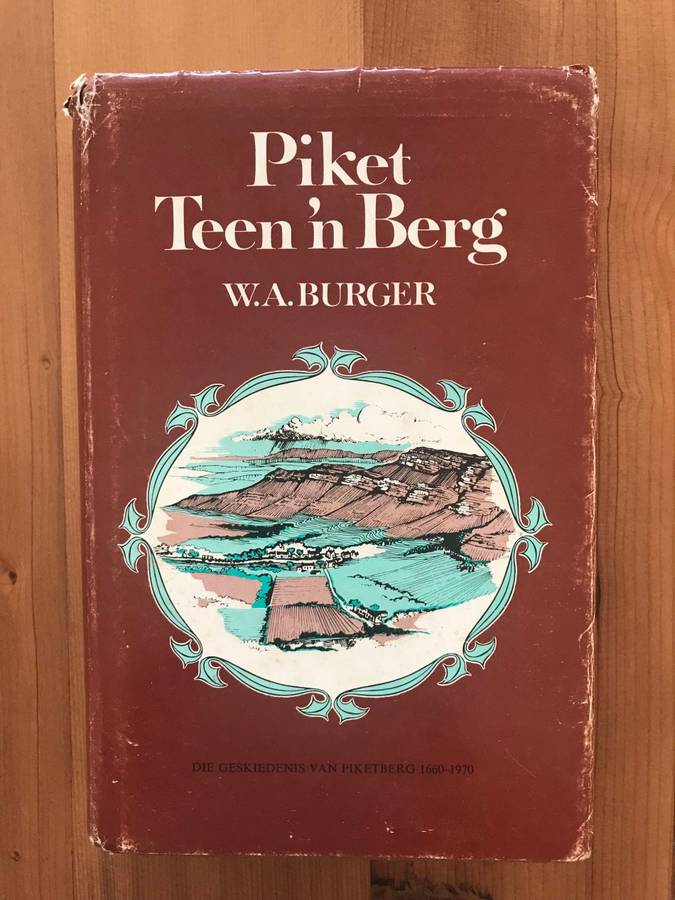 Piket
Teen 'n Berg
W.A. BURGER
DIE GESKIEDENIS VAN PIKETBERG 1660-1970